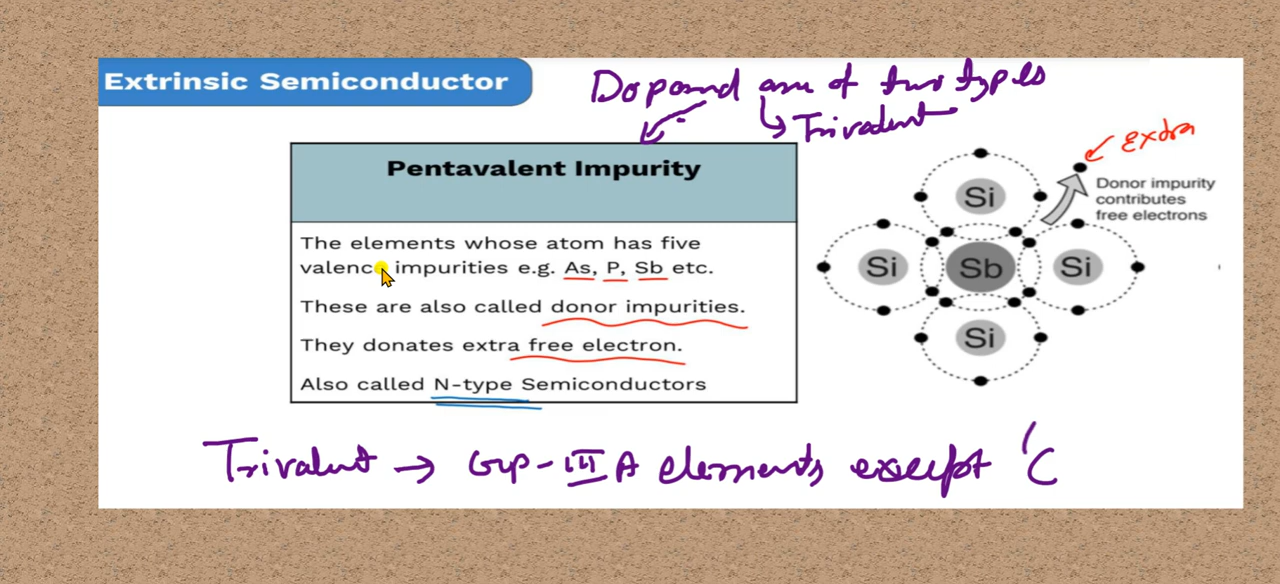 Extrinsic Semiconductor
Dopand are of two types
Trivalent
Pentavalent Impurity
The elements whose atom has five
valenc impurities e.g. As, P, Sb etc.
These are also called donor impurities.
They donates extra free electron.
Also called N-type Semiconductors
Extra
Donor impurity
contributes
free electrons
Si
Si
Sb
Si
Si
Trivalent → Grp-III A elements except 'C